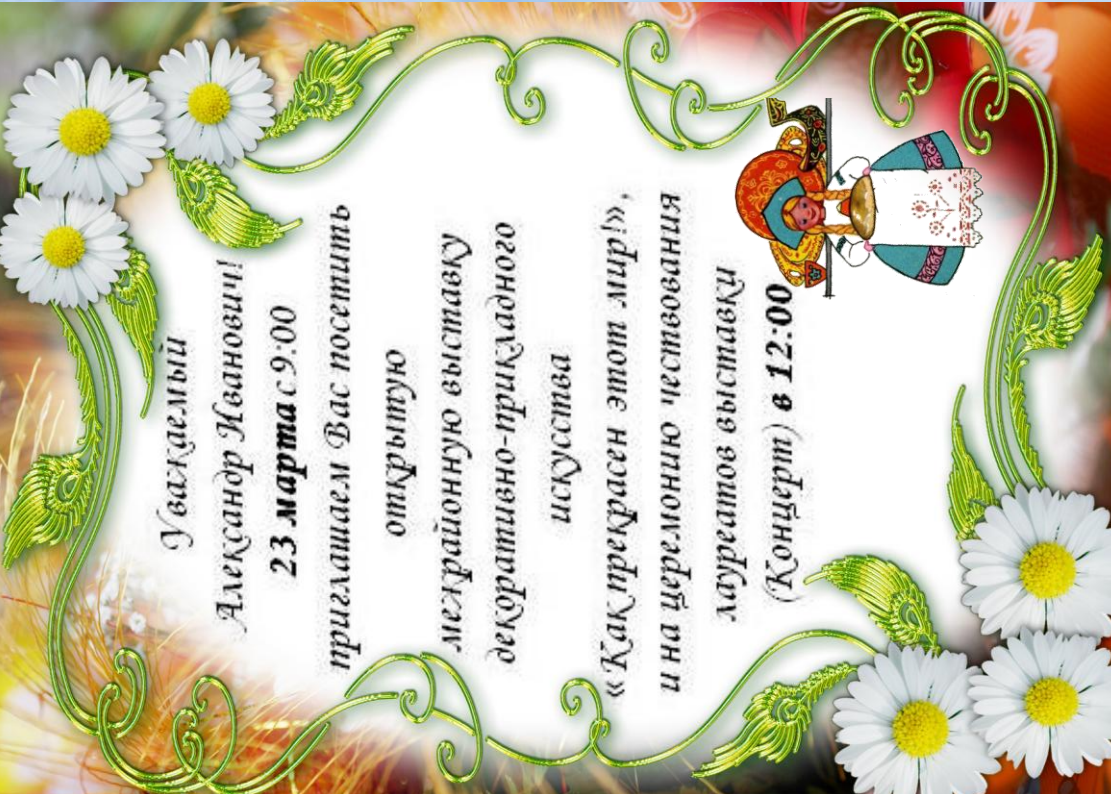 Уважаемый
Александр Иванович!
23 марта с 9.00
приглашаем Вас посетить
открытую
межрайонную выставку
декоративно-прикладного
искусства
«Как прекрасен этот мир!»,
и на церемонию чествования
лауреатов выставки
(Концерт) в 12:00